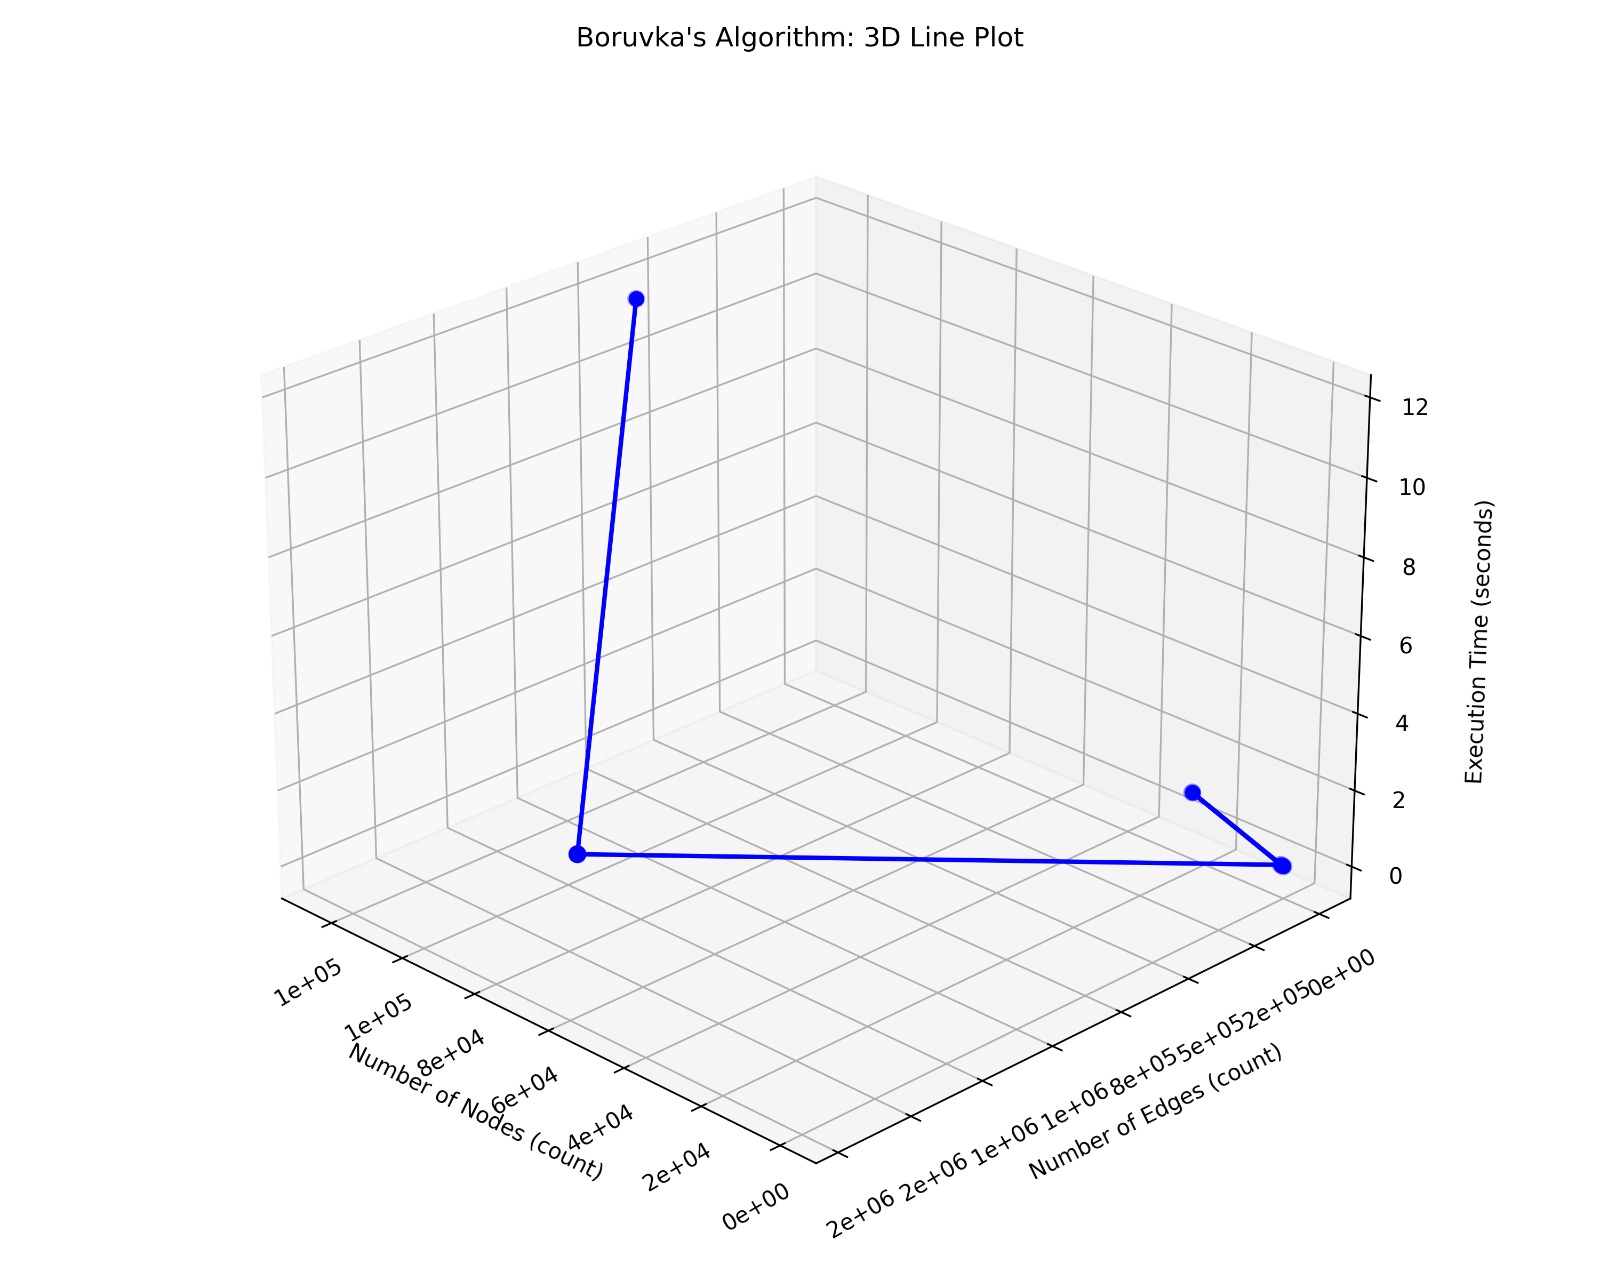 Boruvka's Algorithm: 3D Line Plot
12
10
8
6
4
2
0
Execution Time (seconds)
1e+05
1e+05
8e+04
6e+04
4e+04
2e+04
0e+00
Number of Nodes (count)
2e+06
2e+06
1e+06
1e+06
8e+05
5e+05
2e+05
0e+00
Number of Edges (count)